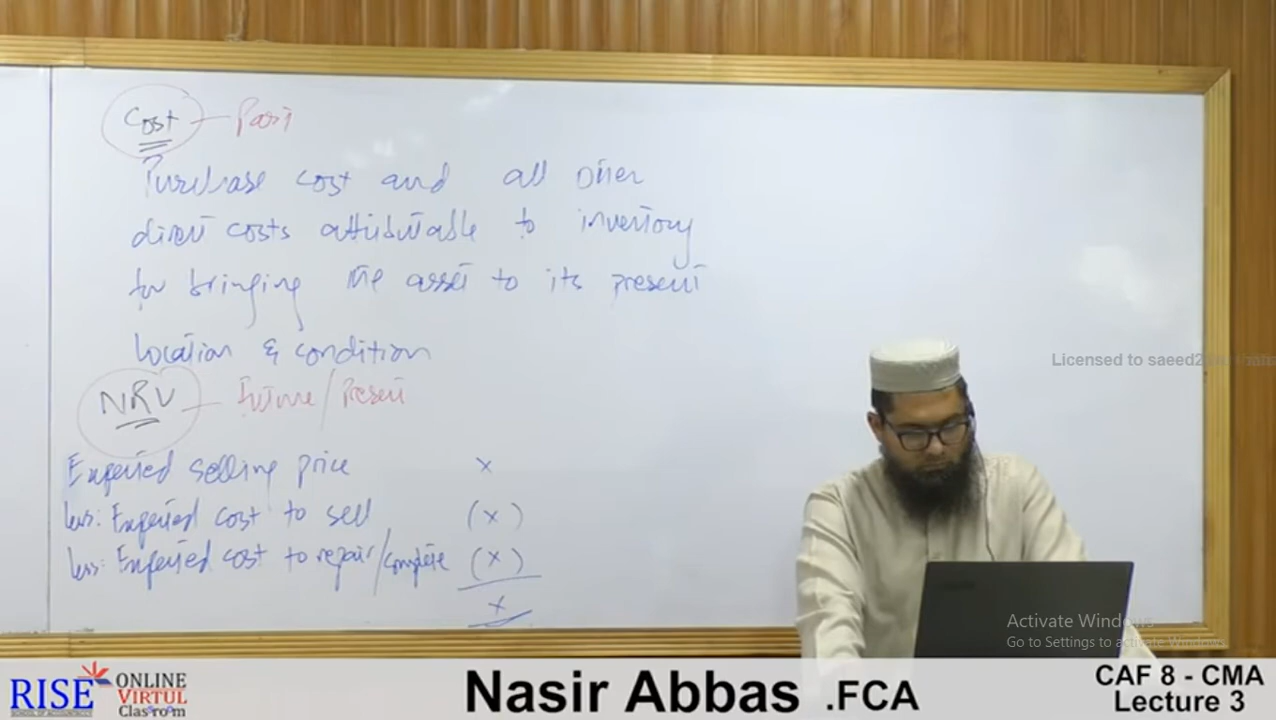 Cost — Past
Purchase cost and all other
direct costs attributable to inventory
for bringing the asset to its present
location & condition
NRV — Future/Present
Expected selling price x
less: Expected cost to sell (x)
less: Expected cost to repair/complete (x)
x
Licensed to
Activate Windows
Go to Settings to activate Windows
RISE
SCHOOL OF ACCOUNTANCY
ONLINE
VIRTUL
Classroom
Nasir Abbas .FCA
CAF 8 - CMA
Lecture 3